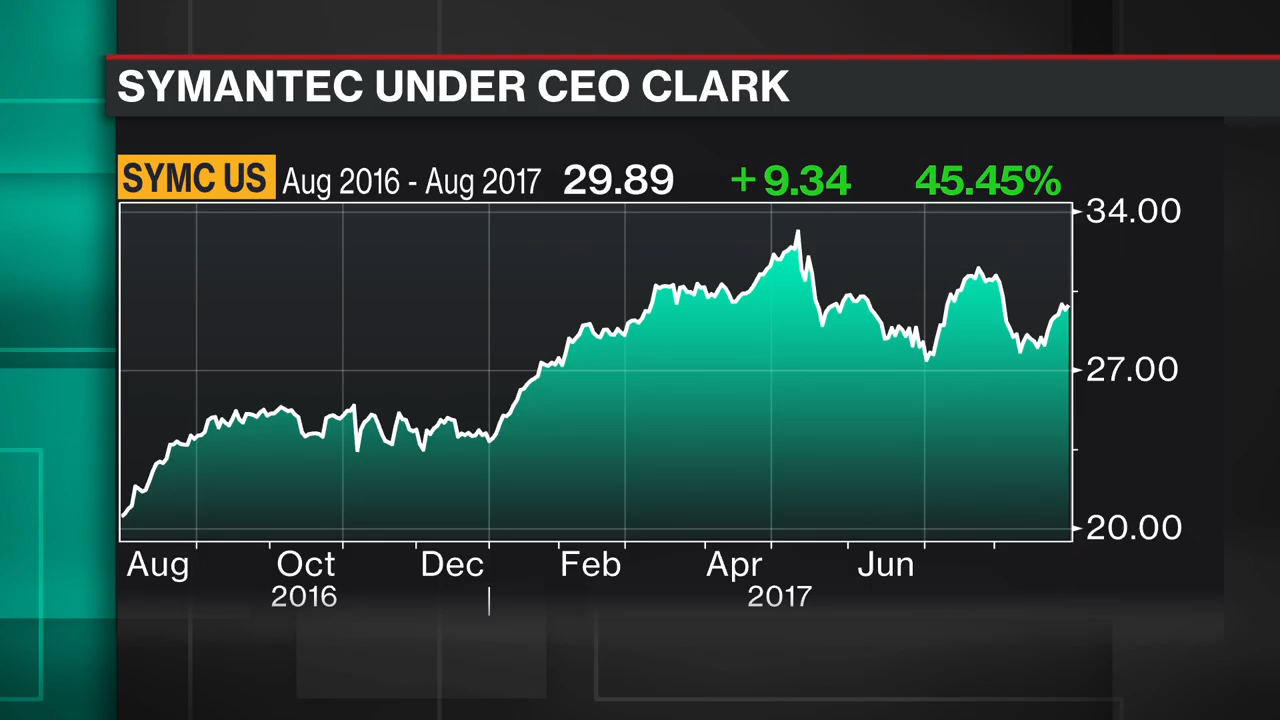 SYMANTEC UNDER CEO CLARK
SYMC US Aug 2016 - Aug 2017 29.89 +9.34 45.45%
34.00
27.00
20.00
Aug Oct Dec Feb Apr Jun
2016 2017